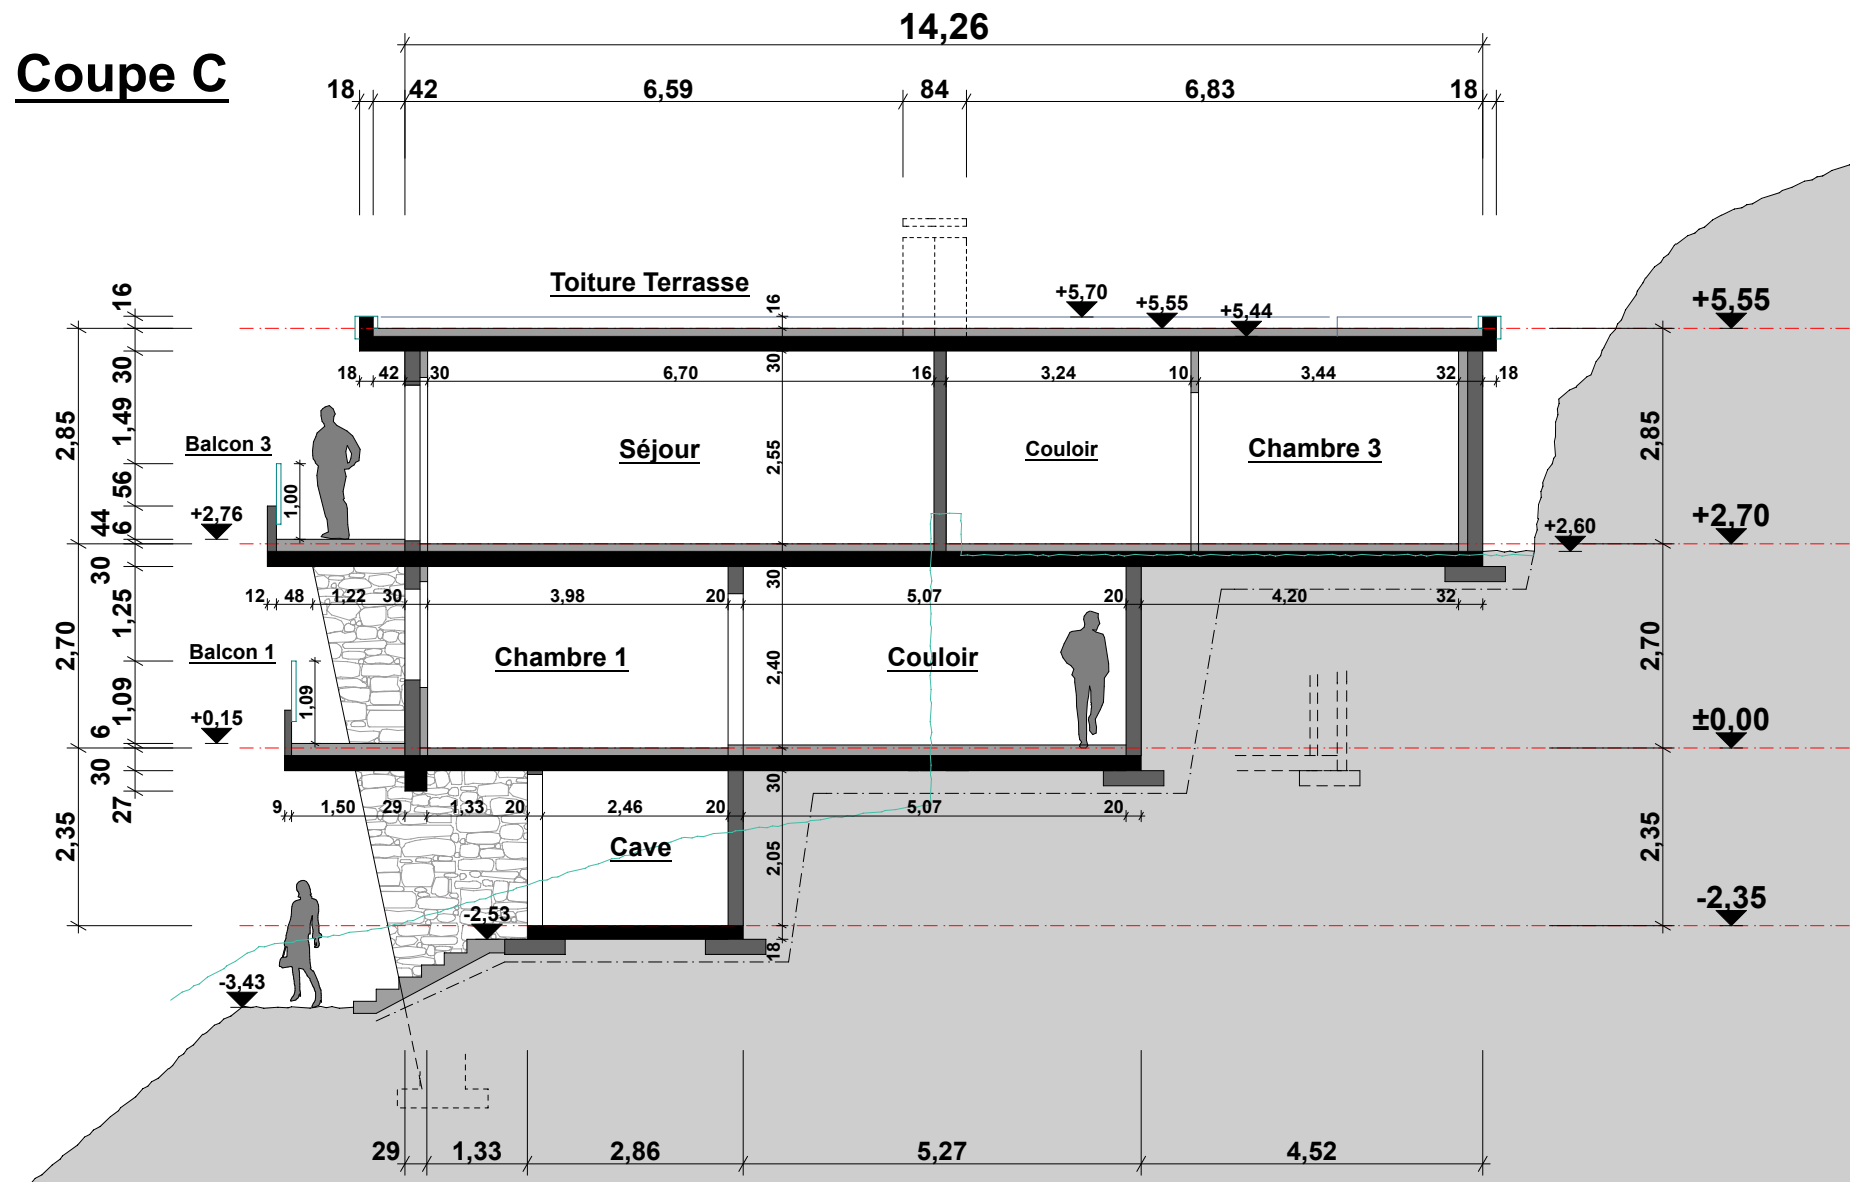 14,26
Coupe C
18 42 6,59 84 6,83 18
Toiture Terrasse
16
16
+5,70
+5,55
+5,44
+5,55
30
30
18 42 30 6,70 16 3,24 10 3,44 32 18
2,85
1,49
Balcon 3
Séjour
2,55
Couloir
Chambre 3
2,85
56
1,00
44
6
+2,76
+2,60
+2,70
30
30
12 48 1,22 30 3,98 20 5,07 20 4,20 32
1,25
2,70
Balcon 1
Chambre 1
2,40
Couloir
2,70
1,09
1,09
+0,15
6
±0,00
30
30
27
9 1,50 29 1,33 20 2,46 20 5,07 20
2,35
Cave
2,05
2,35
-2,53
-2,35
18
-3,43
29 1,33 2,86 5,27 4,52